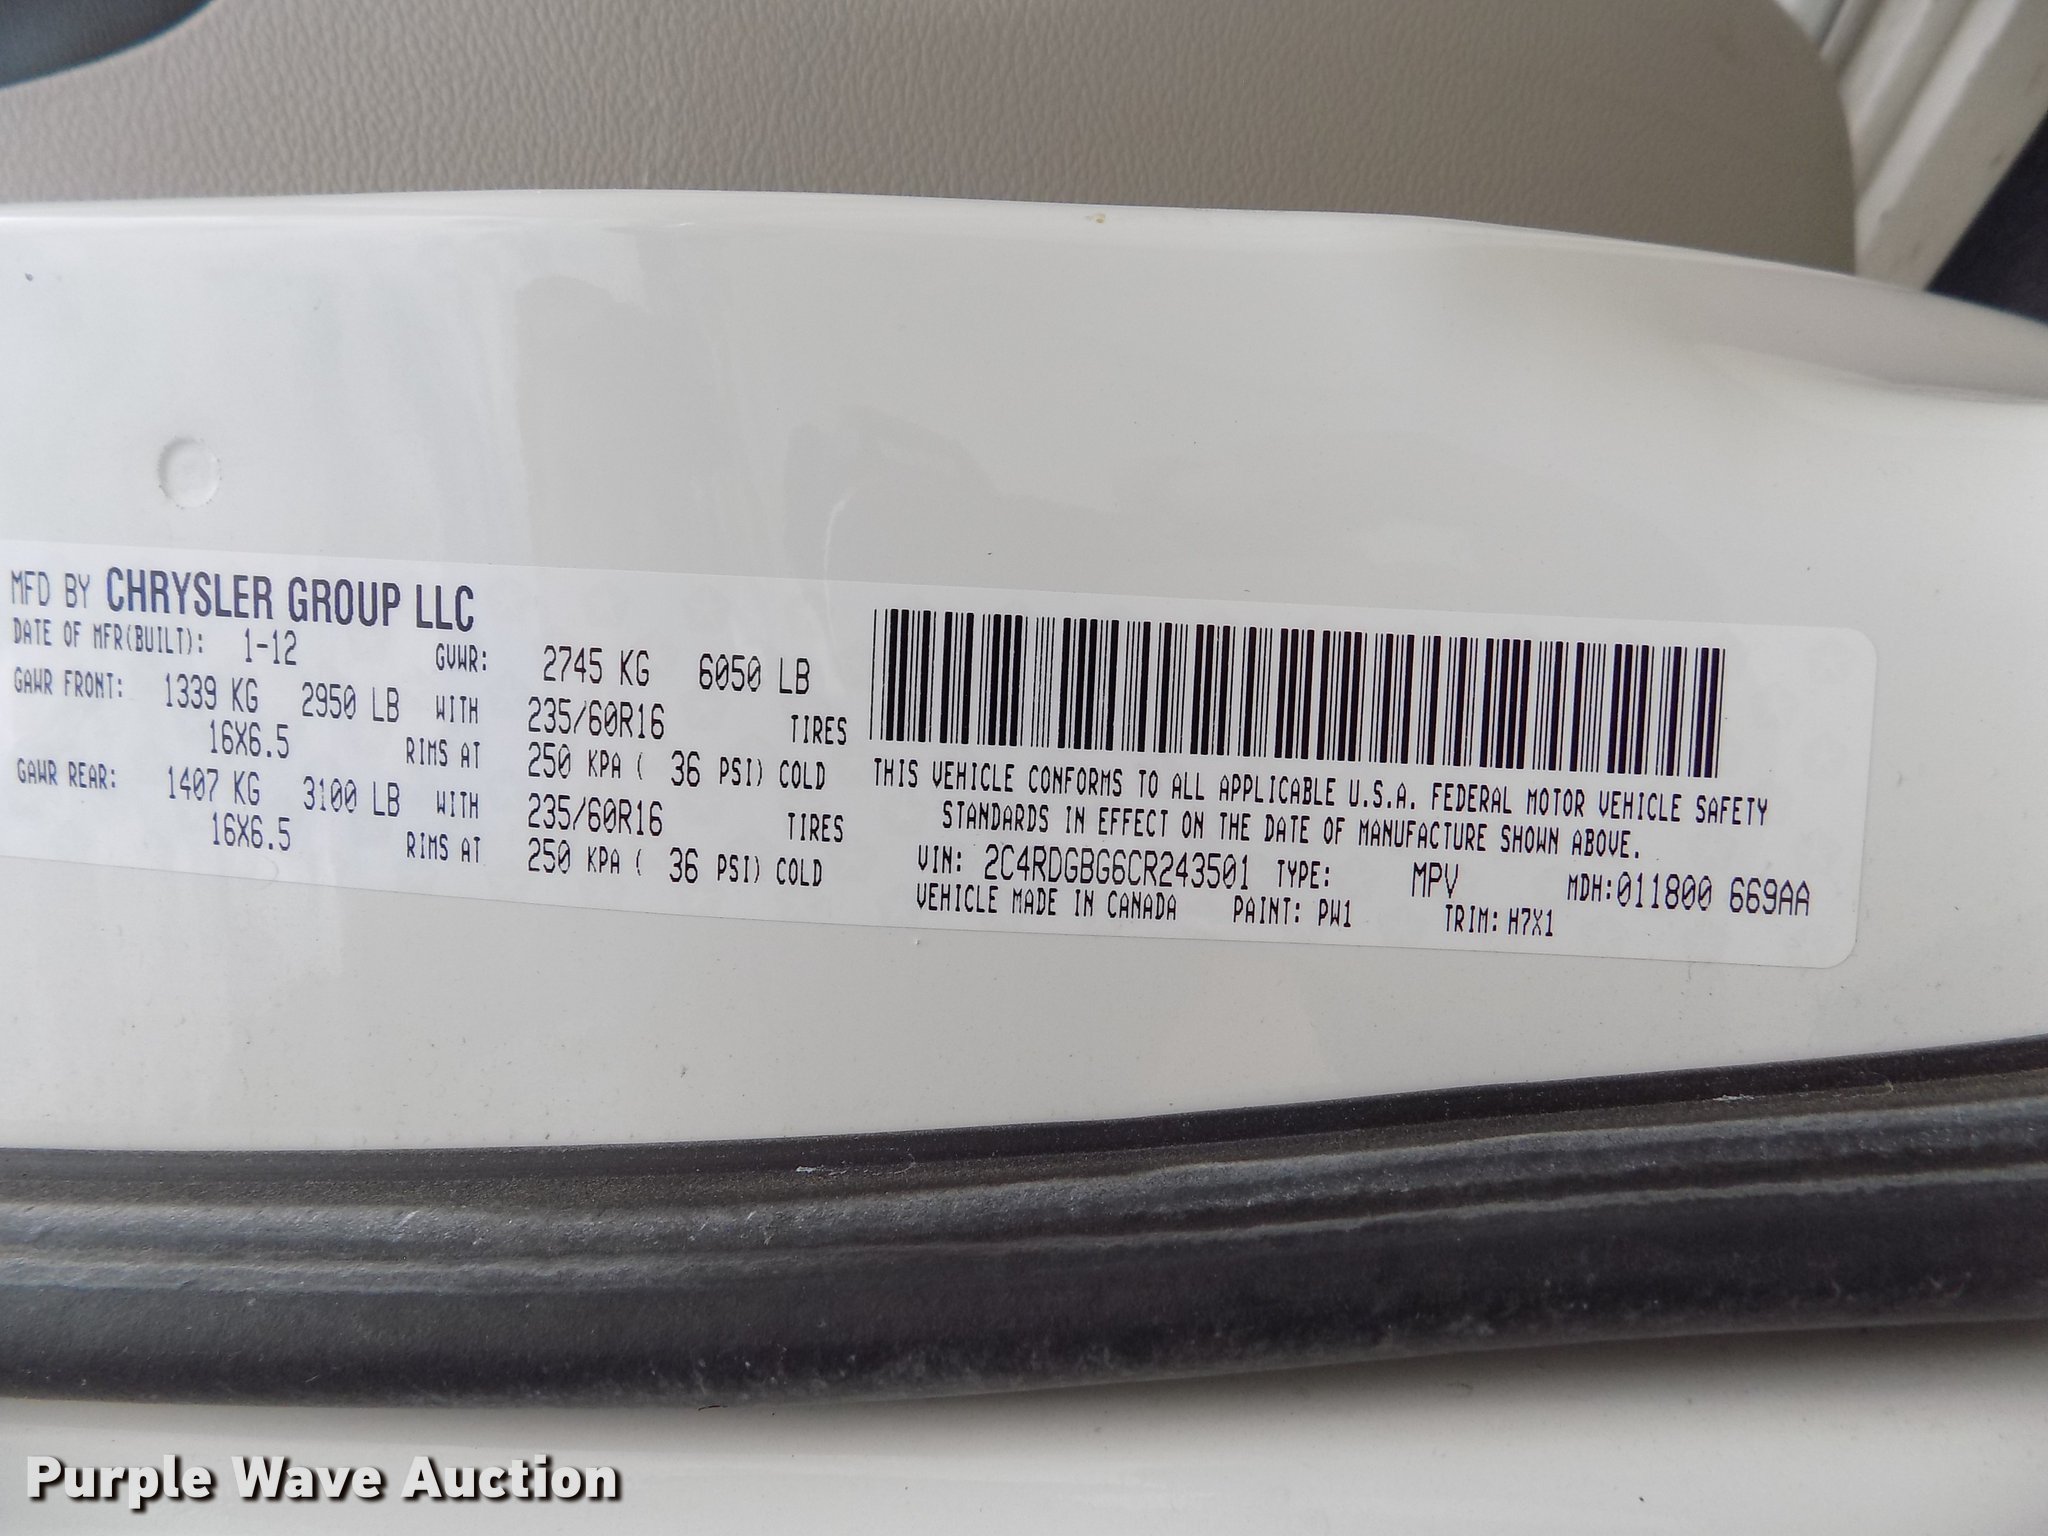 MFD BY CHRYSLER GROUP LLC
DATE OF MFR(BUILT): 1-12 GVWR: 2745 KG 6050 LB
GAWR FRONT: 1339 KG 2950 LB WITH 235/60R16 TIRES
16X6.5 RIMS AT 250 KPA ( 36 PSI) COLD
GAWR REAR: 1407 KG 3100 LB WITH 235/60R16 TIRES
16X6.5 RIMS AT 250 KPA ( 36 PSI) COLD
THIS VEHICLE CONFORMS TO ALL APPLICABLE U.S.A. FEDERAL MOTOR VEHICLE SAFETY
STANDARDS IN EFFECT ON THE DATE OF MANUFACTURE SHOWN ABOVE.
VIN: 2C4RDGBG6CR243501 TYPE: MPV MDH:011800 669AA
VEHICLE MADE IN CANADA PAINT: PW1 TRIM: H7X1
Purple Wave Auction